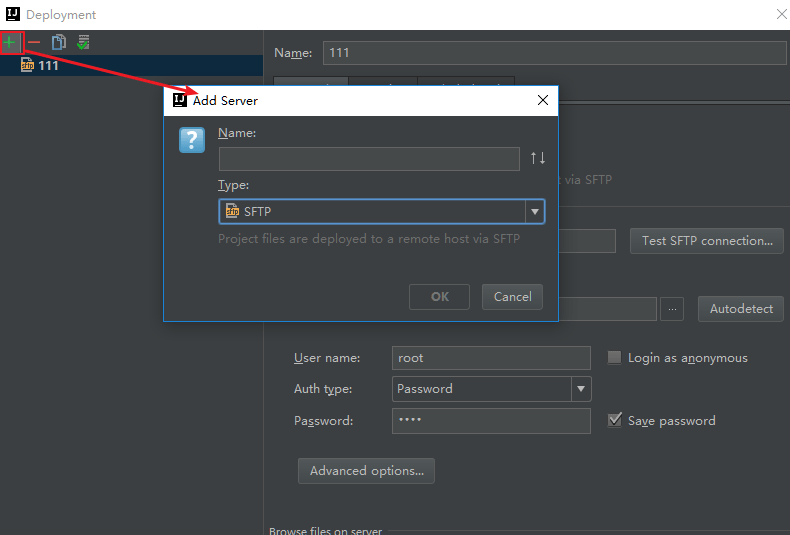 Deployment
111
Name: 111
Add Server
Name:
Type:
SFTP
Project files are deployed to a remote host via SFTP
via SFTP
Test SFTP connection...
OK Cancel
... Autodetect
User name: root Login as anonymous
Auth type: Password
Password: •••• Save password
Advanced options...
Browse files on server